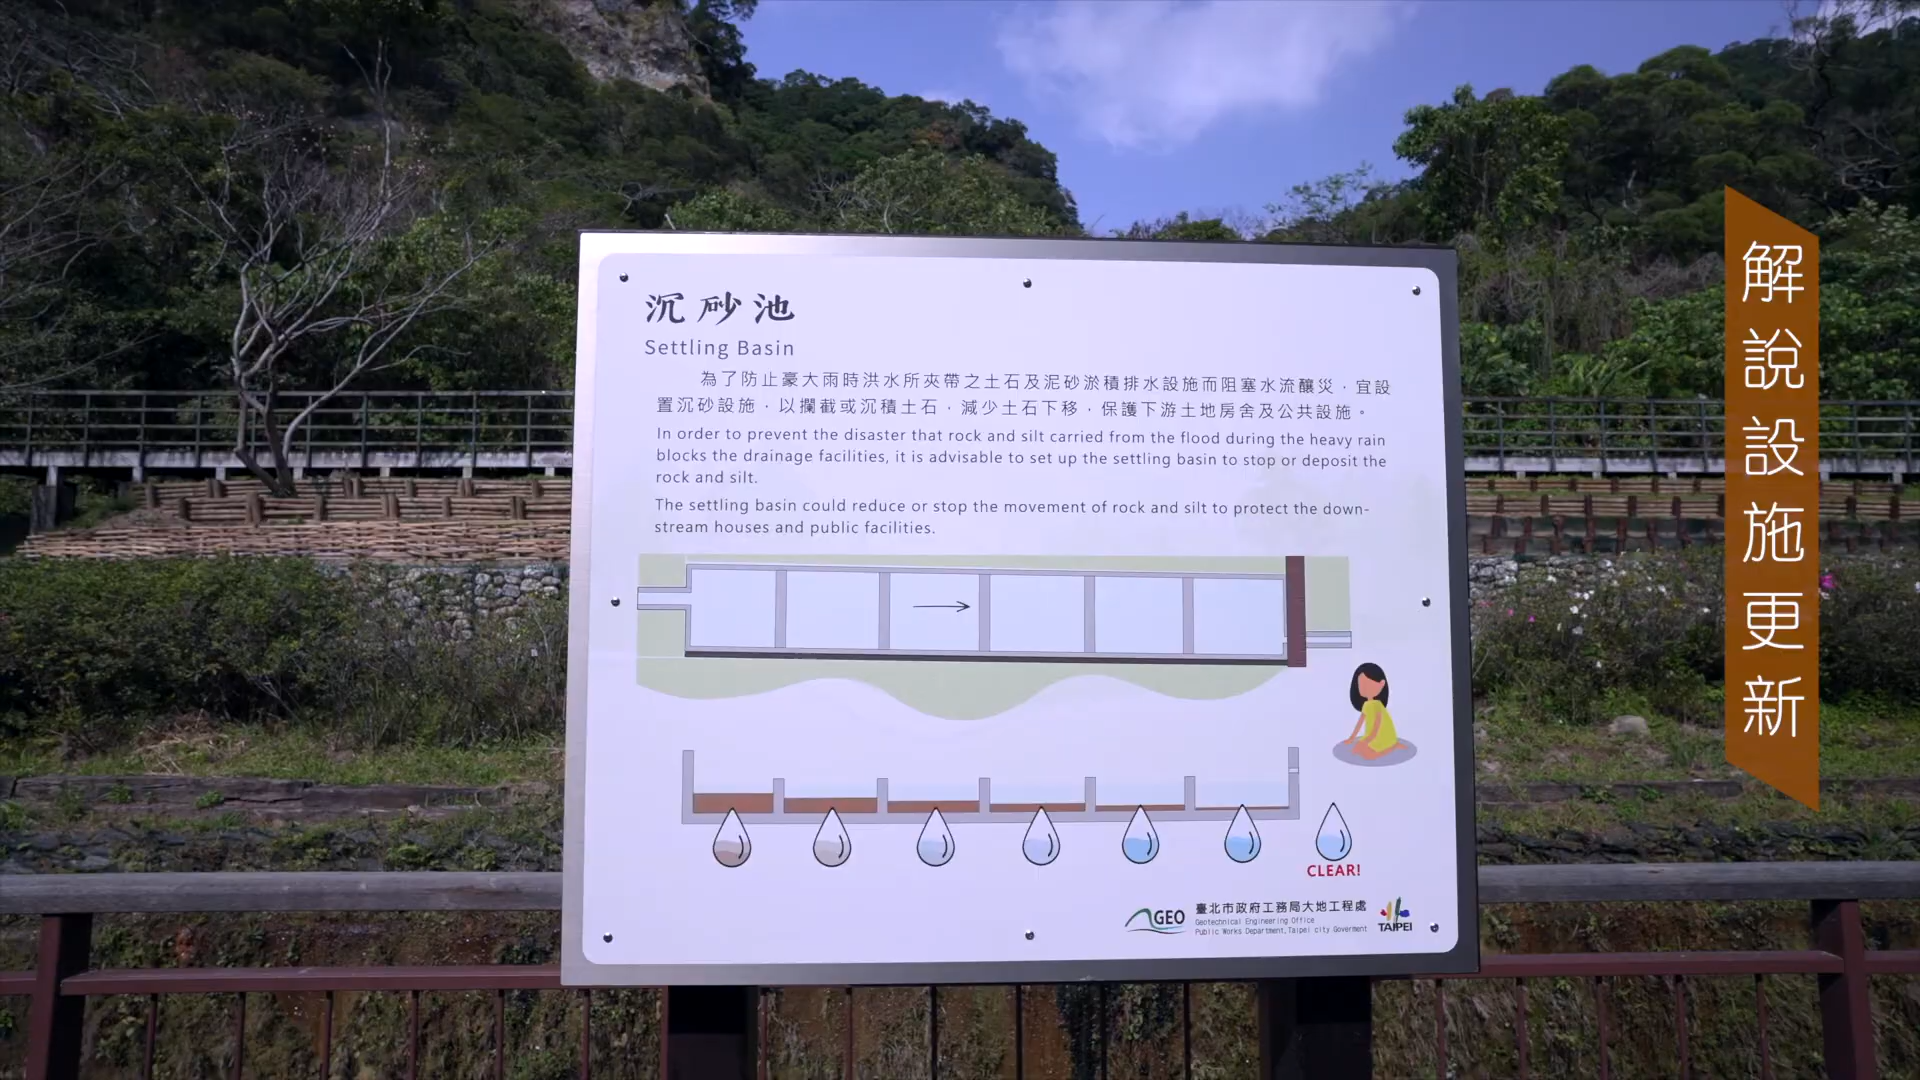 沉砂池
Settling Basin
為了防止豪大雨時洪水所夾帶之土石及泥砂淤積排水設施而阻塞水流釀災，宜設
置沉砂設施，以攔截或沉積土石，減少土石下移，保護下游土地房舍及公共設施。
In order to prevent the disaster that rock and silt carried from the flood during the heavy rain
blocks the drainage facilities, it is advisable to set up the settling basin to stop or deposit the
rock and silt.
The settling basin could reduce or stop the movement of rock and silt to protect the down-
stream houses and public facilities.
CLEAR!
GEO
臺北市政府工務局大地工程處
Geotechnical Engineering Office
Public Works Department, Taipei city Goverment
TAIPEI
解說設施更新